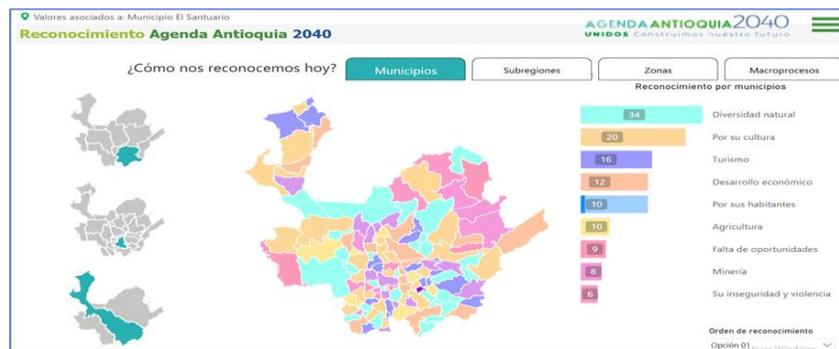 Valores asociados a: Municipio El Santuario
Reconocimiento Agenda Antioquia 2040
AGENDA ANTIOQUIA 2040
UNIDOS Construimos nuestro futuro
¿Cómo nos reconocemos hoy?
Municipios
Subregiones
Zonas
Macroprocesos
Reconocimiento por municipios
34 Diversidad natural
20 Por su cultura
16 Turismo
12 Desarrollo económico
10 Por sus habitantes
10 Agricultura
9 Falta de oportunidades
8 Minería
6 Su inseguridad y violencia
Orden de reconocimiento
Opción 01